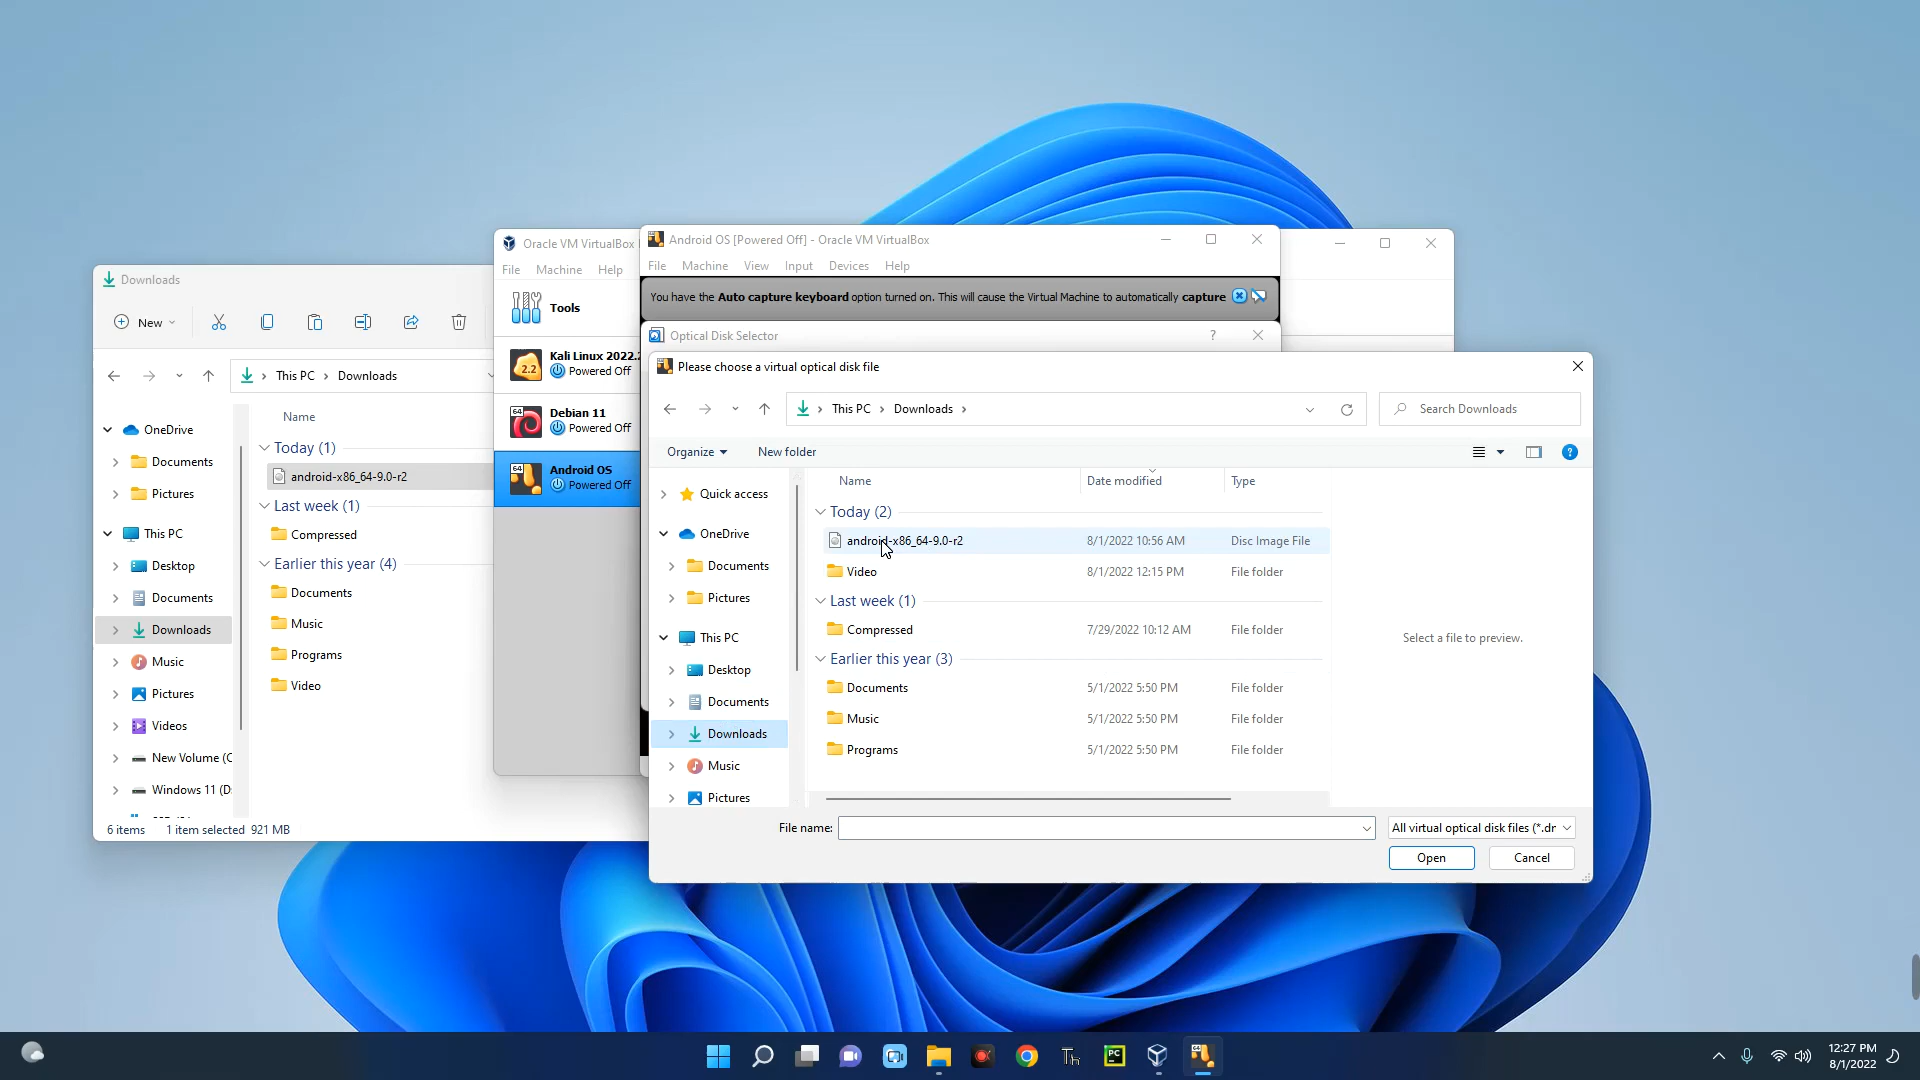 Downloads
New
This PC > Downloads
Name
OneDrive
Documents
Pictures
This PC
Desktop
Documents
Downloads
Music
Pictures
Videos
New Volume (C
Windows 11 (D:
Today (1)
android-x86_64-9.0-r2
Last week (1)
Compressed
Earlier this year (4)
Documents
Music
Programs
Video
6 items 1 item selected 921 MB
Oracle VM VirtualBox
File Machine Help
Tools
Kali Linux 2022.2
2.2
Powered Off
64
Debian 11
Powered Off
64
Android OS
Powered Off
Android OS [Powered Off] - Oracle VM VirtualBox
File Machine View Input Devices Help
You have the Auto capture keyboard option turned on. This will cause the Virtual Machine to automatically capture
Optical Disk Selector
?
Please choose a virtual optical disk file
This PC > Downloads >
Search Downloads
Organize
New folder
?
Quick access
OneDrive
Documents
Pictures
This PC
Desktop
Documents
Downloads
Music
Pictures
Name Date modified Type
Today (2)
android-x86_64-9.0-r2 8/1/2022 10:56 AM Disc Image File
Video 8/1/2022 12:15 PM File folder
Last week (1)
Compressed 7/29/2022 10:12 AM File folder
Earlier this year (3)
Documents 5/1/2022 5:50 PM File folder
Music 5/1/2022 5:50 PM File folder
Programs 5/1/2022 5:50 PM File folder
Select a file to preview.
File name:
All virtual optical disk files (*.dr
Open
Cancel
Th
PC
64
12:27 PM
8/1/2022